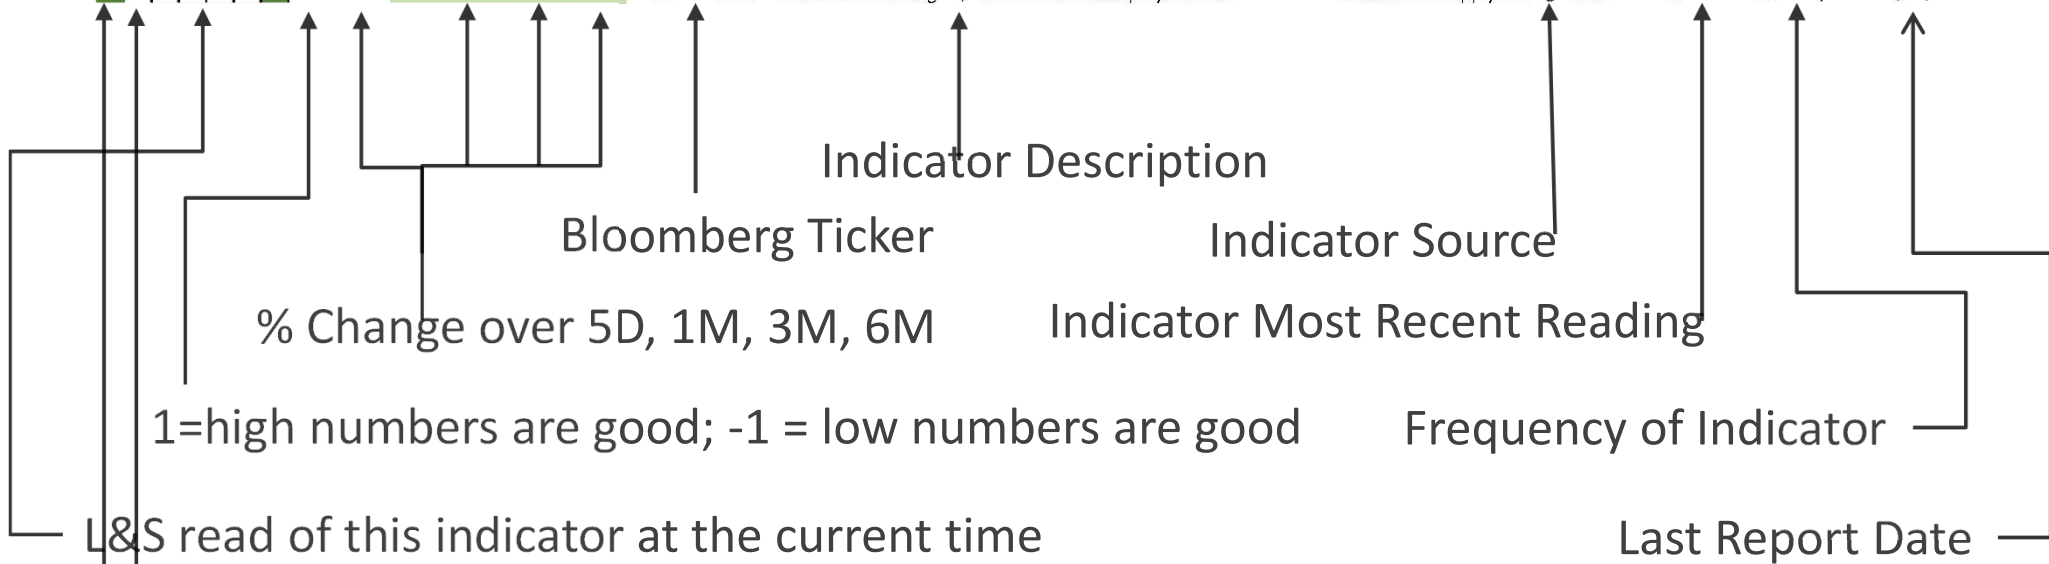 Indicator Description
Bloomberg Ticker
Indicator Source
% Change over 5D, 1M, 3M, 6M
Indicator Most Recent Reading
1=high numbers are good; -1 = low numbers are good
Frequency of Indicator
L&S read of this indicator at the current time
Last Report Date